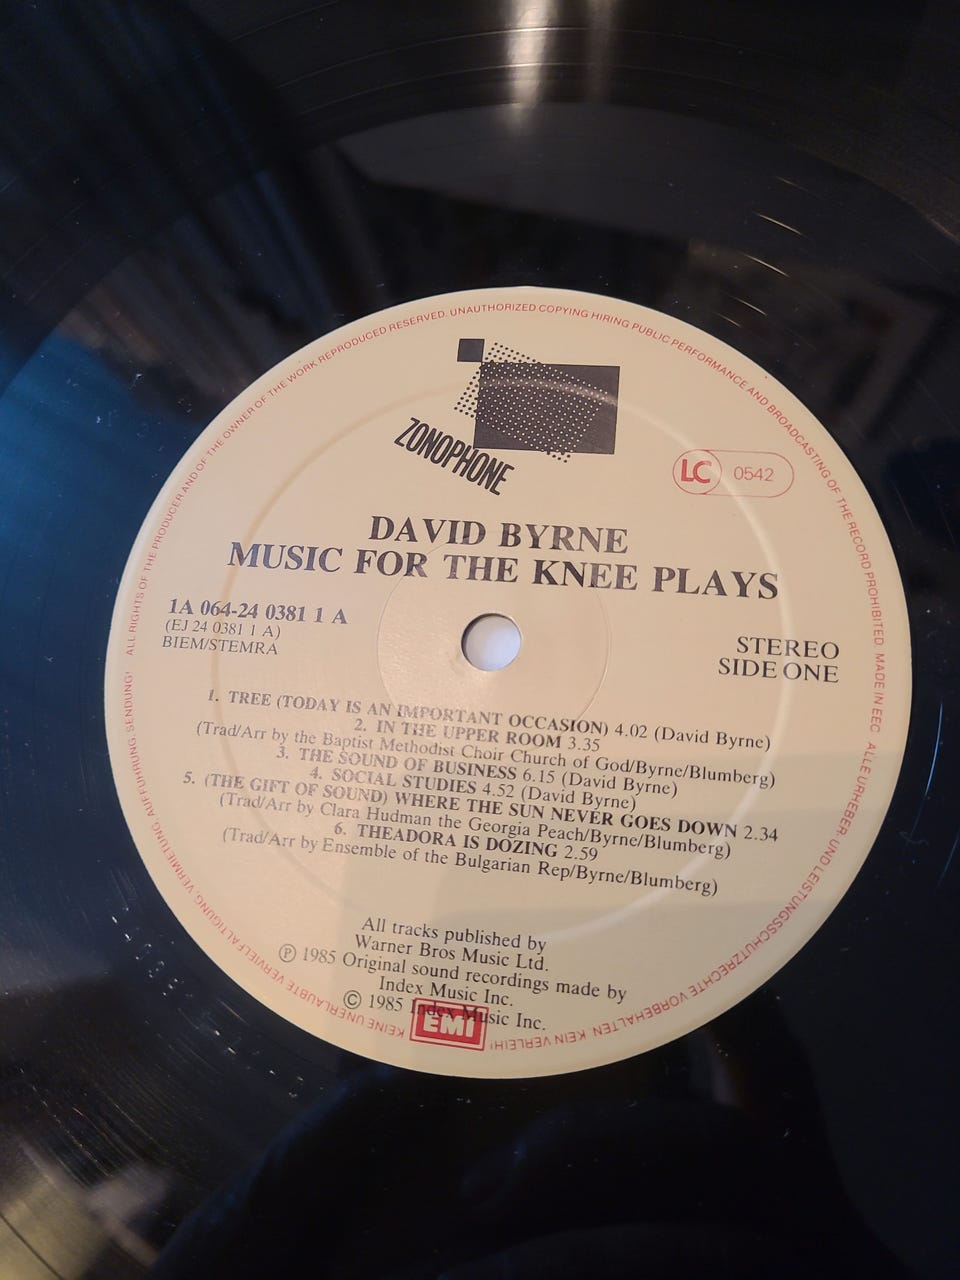 ZONOPHONE
LC 0542
DAVID BYRNE
MUSIC FOR THE KNEE PLAYS
1A 064-24 0381 1 A
(EJ 24 0381 1 A)
BIEM/STEMRA
STEREO
SIDE ONE
1. TREE (TODAY IS AN IMPORTANT OCCASION) 4.02 (David Byrne)
2. IN THE UPPER ROOM 3.35
(Trad/Arr by the Baptist Methodist Choir Church of God/Byrne/Blumberg)
3. THE SOUND OF BUSINESS 6.15 (David Byrne)
4. SOCIAL STUDIES 4.52 (David Byrne)
5. (THE GIFT OF SOUND) WHERE THE SUN NEVER GOES DOWN 2.34
(Trad/Arr by Clara Hudman the Georgia Peach/Byrne/Blumberg)
6. THEADORA IS DOZING 2.59
(Trad/Arr by Ensemble of the Bulgarian Rep/Byrne/Blumberg)
All tracks published by
Warner Bros Music Ltd.
Ⓟ 1985 Original sound recordings made by
Index Music Inc.
© 1985 Index Music Inc.
EMI
ALL RIGHTS OF THE PRODUCER AND OF THE OWNER OF THE WORK REPRODUCED RESERVED. UNAUTHORIZED COPYING HIRING PUBLIC PERFORMANCE AND BROADCASTING OF THE RECORD PROHIBITED. MADE IN EEC ALLE URHEBER- UND LEISTUNGSSCHUTZRECHTE VORBEHALTEN. KEIN VERLEIH! KEINE UNERLAUBTE VERVIELFÄLTIGUNG, VERMIETUNG, AUFFÜHRUNG, SENDUNG!